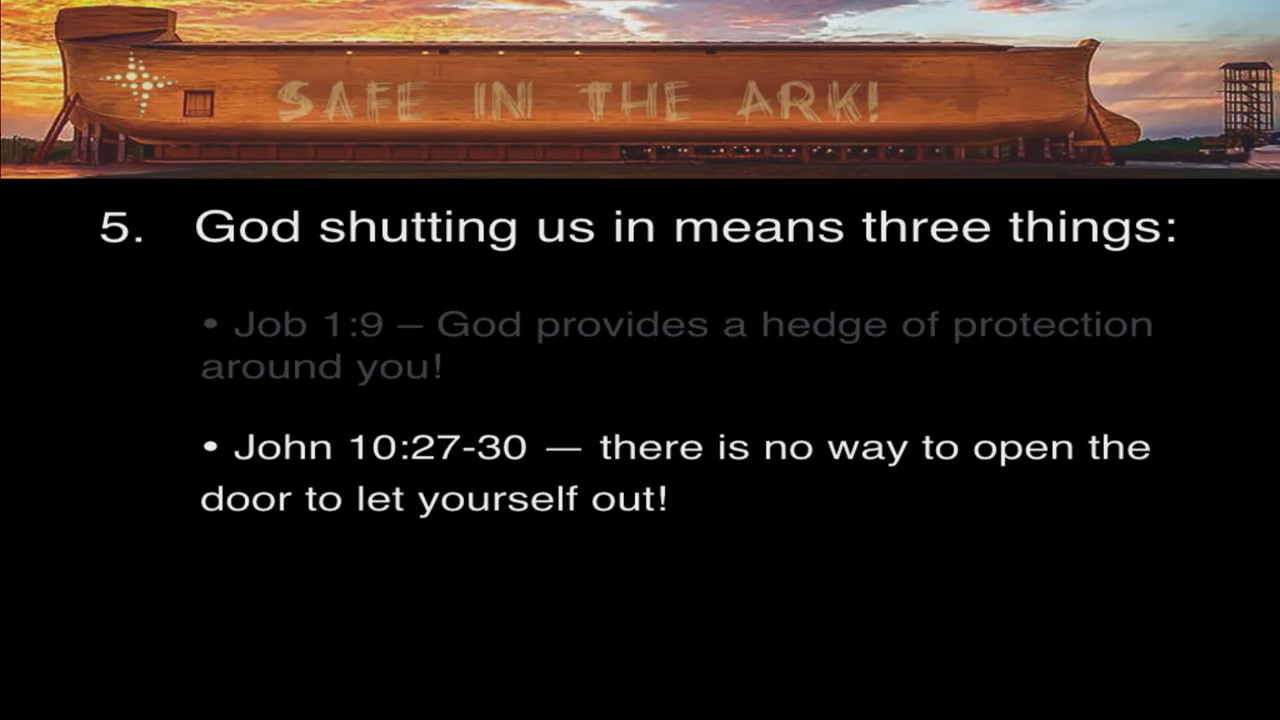 SAFE IN THE ARK!
5. God shutting us in means three things:
• Job 1:9 – God provides a hedge of protection
around you!
• John 10:27-30 — there is no way to open the
door to let yourself out!